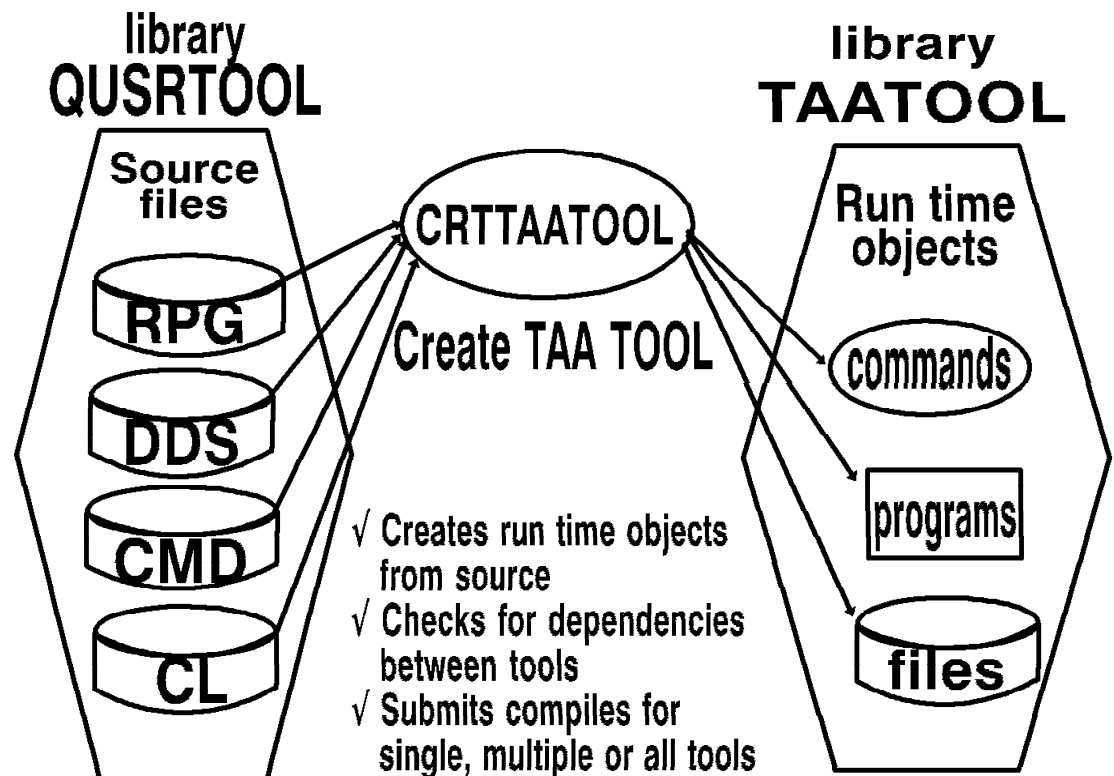 library
QUSRTOOL
Source
files
RPG
DDS
CMD
CL
CRTTAATOOL
Create TAA TOOL
√ Creates run time objects
from source
√ Checks for dependencies
between tools
√ Submits compiles for
single, multiple or all tools
library
TAATOOL
Run time
objects
commands
programs
files